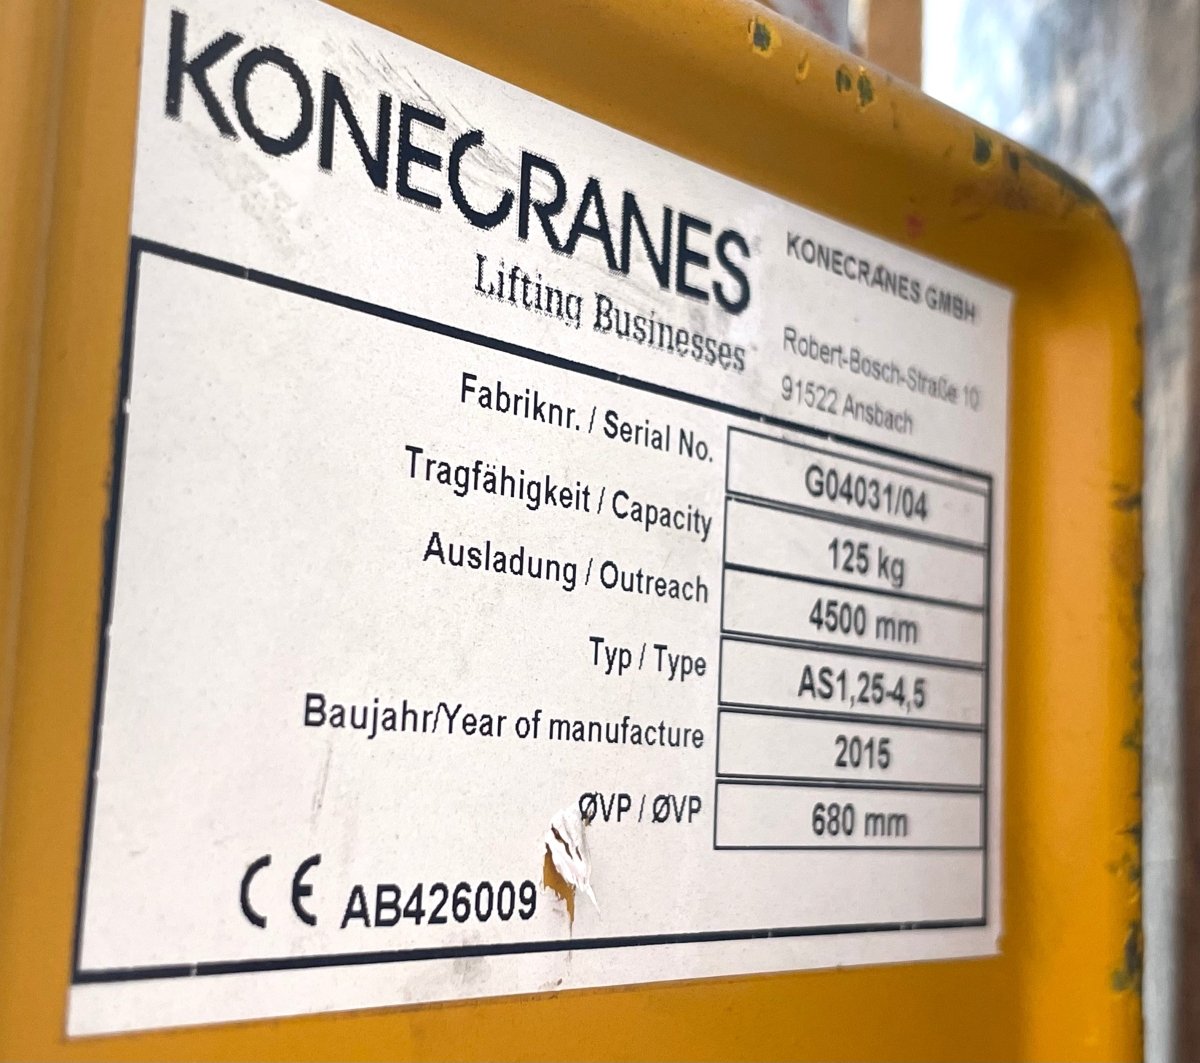 KONECRANES
Lifting Businesses
KONECRANES GMBH
Robert-Bosch-Straße 10
91522 Ansbach
Fabriknr. / Serial No. G04031/04
Tragfähigkeit / Capacity 125 kg
Ausladung / Outreach 4500 mm
Typ / Type AS1,25-4,5
Baujahr/Year of manufacture 2015
ØVP / ØVP 680 mm
CE AB426009